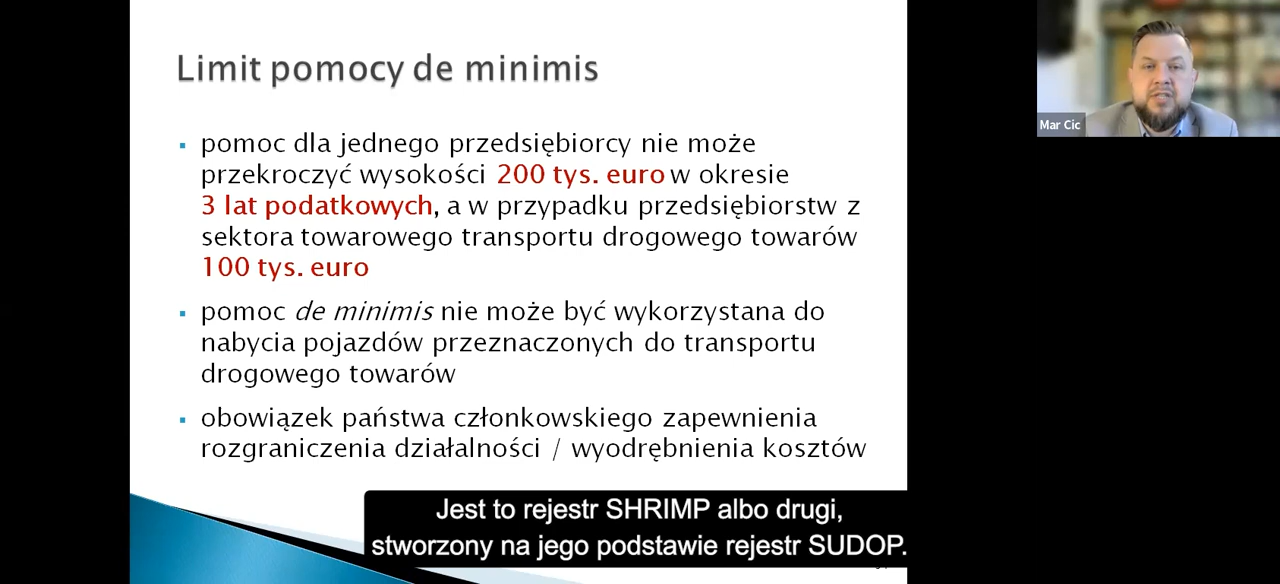 Limit pomocy de minimis
▪ pomoc dla jednego przedsiębiorcy nie może
przekroczyć wysokości 200 tys. euro w okresie
3 lat podatkowych, a w przypadku przedsiębiorstw z
sektora towarowego transportu drogowego towarów
100 tys. euro
▪ pomoc de minimis nie może być wykorzystana do
nabycia pojazdów przeznaczonych do transportu
drogowego towarów
▪ obowiązek państwa członkowskiego zapewnienia
rozgraniczenia działalności / wyodrębnienia kosztów
Jest to rejestr SHRIMP albo drugi,
stworzony na jego podstawie rejestr SUDOP.
Mar Cic